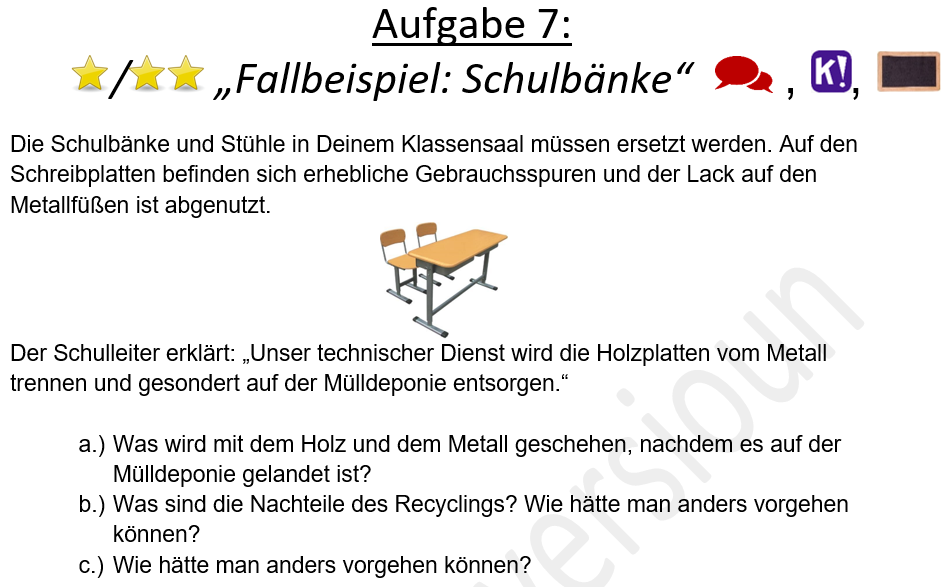 Aufgabe 7:
/ „Fallbeispiel: Schulbänke“ , K!,
Die Schulbänke und Stühle in Deinem Klassensaal müssen ersetzt werden. Auf den
Schreibplatten befinden sich erhebliche Gebrauchsspuren und der Lack auf den
Metallfüßen ist abgenutzt.
Der Schulleiter erklärt: „Unser technischer Dienst wird die Holzplatten vom Metall
trennen und gesondert auf der Mülldeponie entsorgen.“
a.) Was wird mit dem Holz und dem Metall geschehen, nachdem es auf der
Mülldeponie gelandet ist?
b.) Was sind die Nachteile des Recyclings? Wie hätte man anders vorgehen
können?
c.) Wie hätte man anders vorgehen können?
versioun